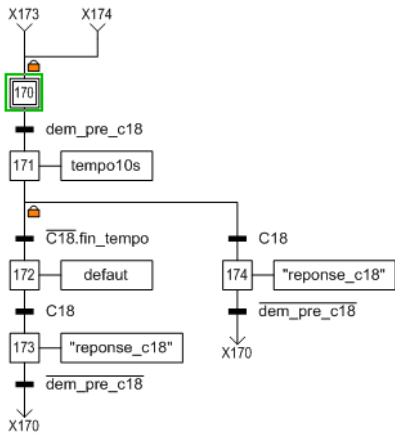 X173 X174
170
dem_pre_c18
171 tempo10s
C18.fin_tempo C18
172 defaut 174 "reponse_c18"
C18 dem_pre_c18
173 "reponse_c18" X170
dem_pre_c18
X170